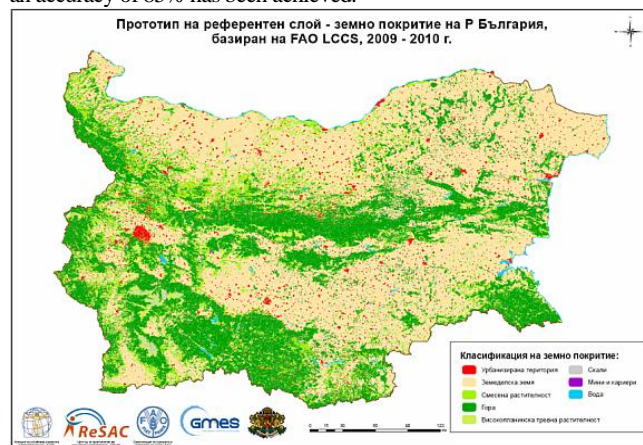 an accuracy of 85% has been achieved.
Прототип на референтен слой - земно покритие на Р България,
базиран на FAO LCCS, 2009 - 2010 г.
Класификация на земно покритие:
Урбанизирана територия
Земеделска земя
Смесена растителност
Гора
Високопланинска тревна растителност
Скали
Мини и кариери
Вода
ReSAC
FAO
gmes